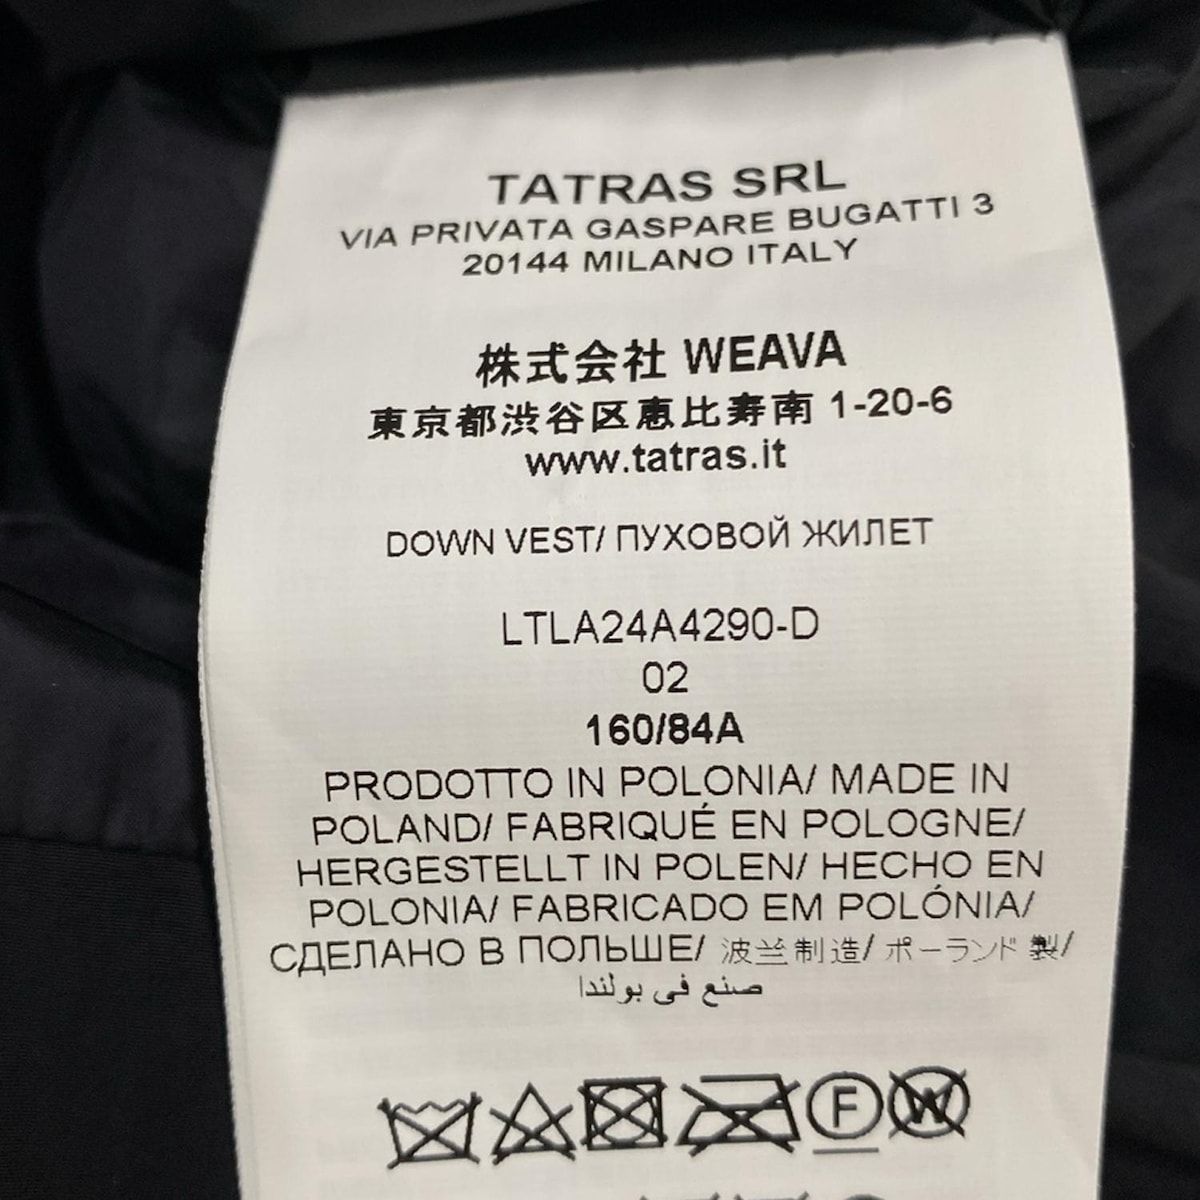 TATRAS SRL
VIA PRIVATA GASPARE BUGATTI 3
20144 MILANO ITALY
株式会社 WEAVA
東京都渋谷区恵比寿南 1-20-6
www.tatras.it
DOWN VEST/ ПУХОВОЙ ЖИЛЕТ
LTLA24A4290-D
02
160/84A
PRODOTTO IN POLONIA/ MADE IN
POLAND/ FABRIQUÉ EN POLOGNE/
HERGESTELLT IN POLEN/ HECHO EN
POLONIA/ FABRICADO EM POLÓNIA/
СДЕЛАНО В ПОЛЬШЕ/ 波兰制造/ ポーランド 製/
صنع في بولندا
F W